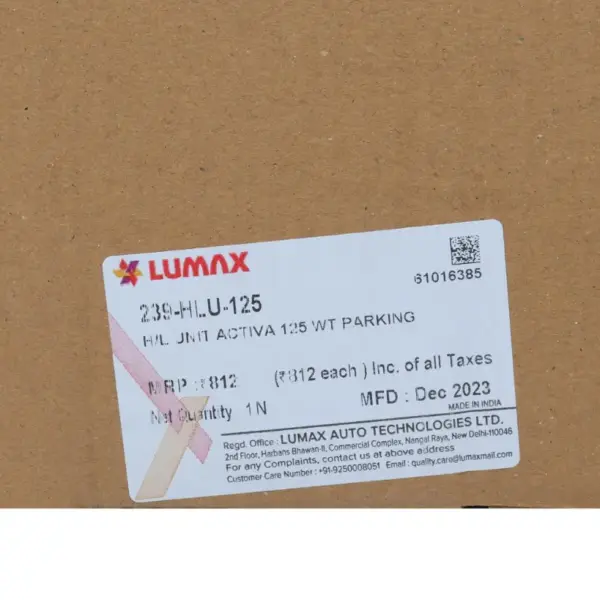 LUMAX
61016385
239-HLU-125
H/L UNIT ACTIVA 125 WT PARKING
MRP : ₹812 (₹812 each ) Inc. of all Taxes
Net Quantity 1 N MFD : Dec 2023
MADE IN INDIA
Regd. Office : LUMAX AUTO TECHNOLOGIES LTD.
2nd Floor, Harbans Bhawan-II, Commercial Complex, Nangal Raya, New Delhi-110046
For any Complaints, contact us at above address
Customer Care Number : +91-9250008051 Email : quality.care@lumaxmail.com